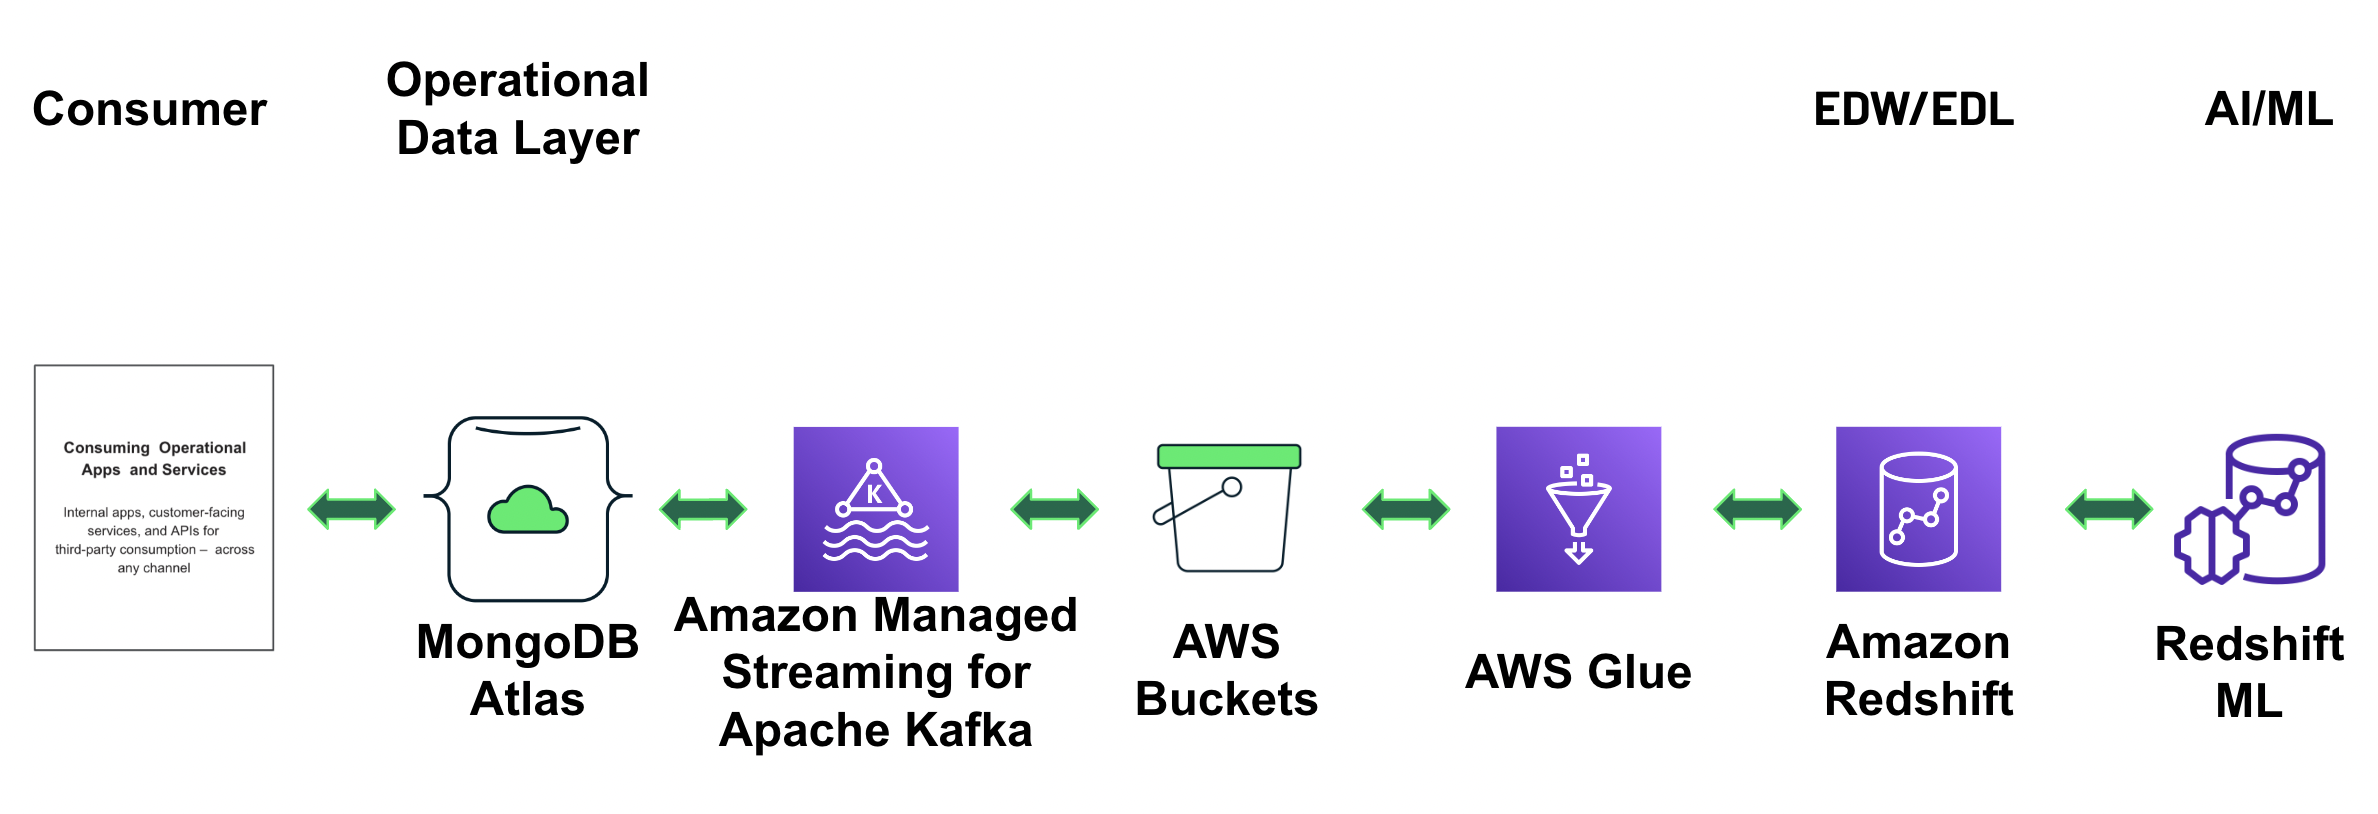 Consumer
Operational
Data Layer
EDW/EDL
AI/ML
Consuming Operational
Apps and Services
Internal apps, customer-facing
services, and APIs for
third-party consumption – across
any channel
K
MongoDB
Atlas
Amazon Managed
Streaming for
Apache Kafka
AWS
Buckets
AWS Glue
Amazon
Redshift
Redshift
ML